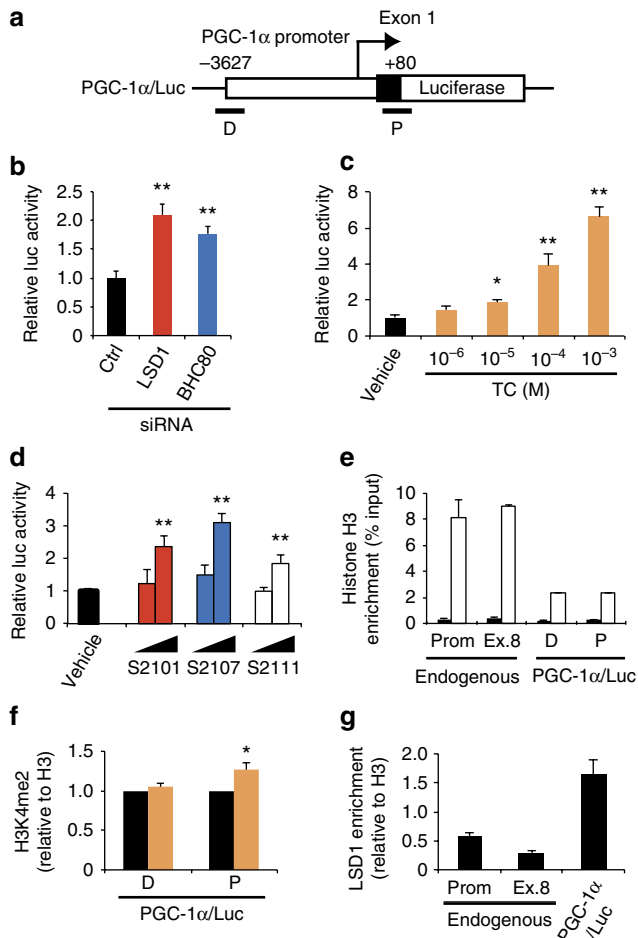 a
Exon 1
PGC-1α promoter
–3627
+80
PGC-1α/Luc
Luciferase
D
P
b
Relative luc activity
2.5
2.0
1.5
1.0
0.5
0
**
**
Ctrl
LSD1
BHC80
siRNA
c
Relative luc activity
8
6
4
2
0
*
**
**
Vehicle
10–6
10–5
10–4
10–3
TC (M)
d
Relative luc activity
4
3
2
1
0
**
**
**
Vehicle
S2101
S2107
S2111
e
Histone H3
enrichment (% input)
10
8
6
4
2
0
Prom
Ex.8
D
P
Endogenous
PGC-1α/Luc
f
H3K4me2
(relative to H3)
1.5
1.0
0.5
0
*
D
P
PGC-1α/Luc
g
LSD1 enrichment
(relative to H3)
2.0
1.5
1.0
0.5
0
Prom
Ex.8
Endogenous
PGC-1α
/Luc